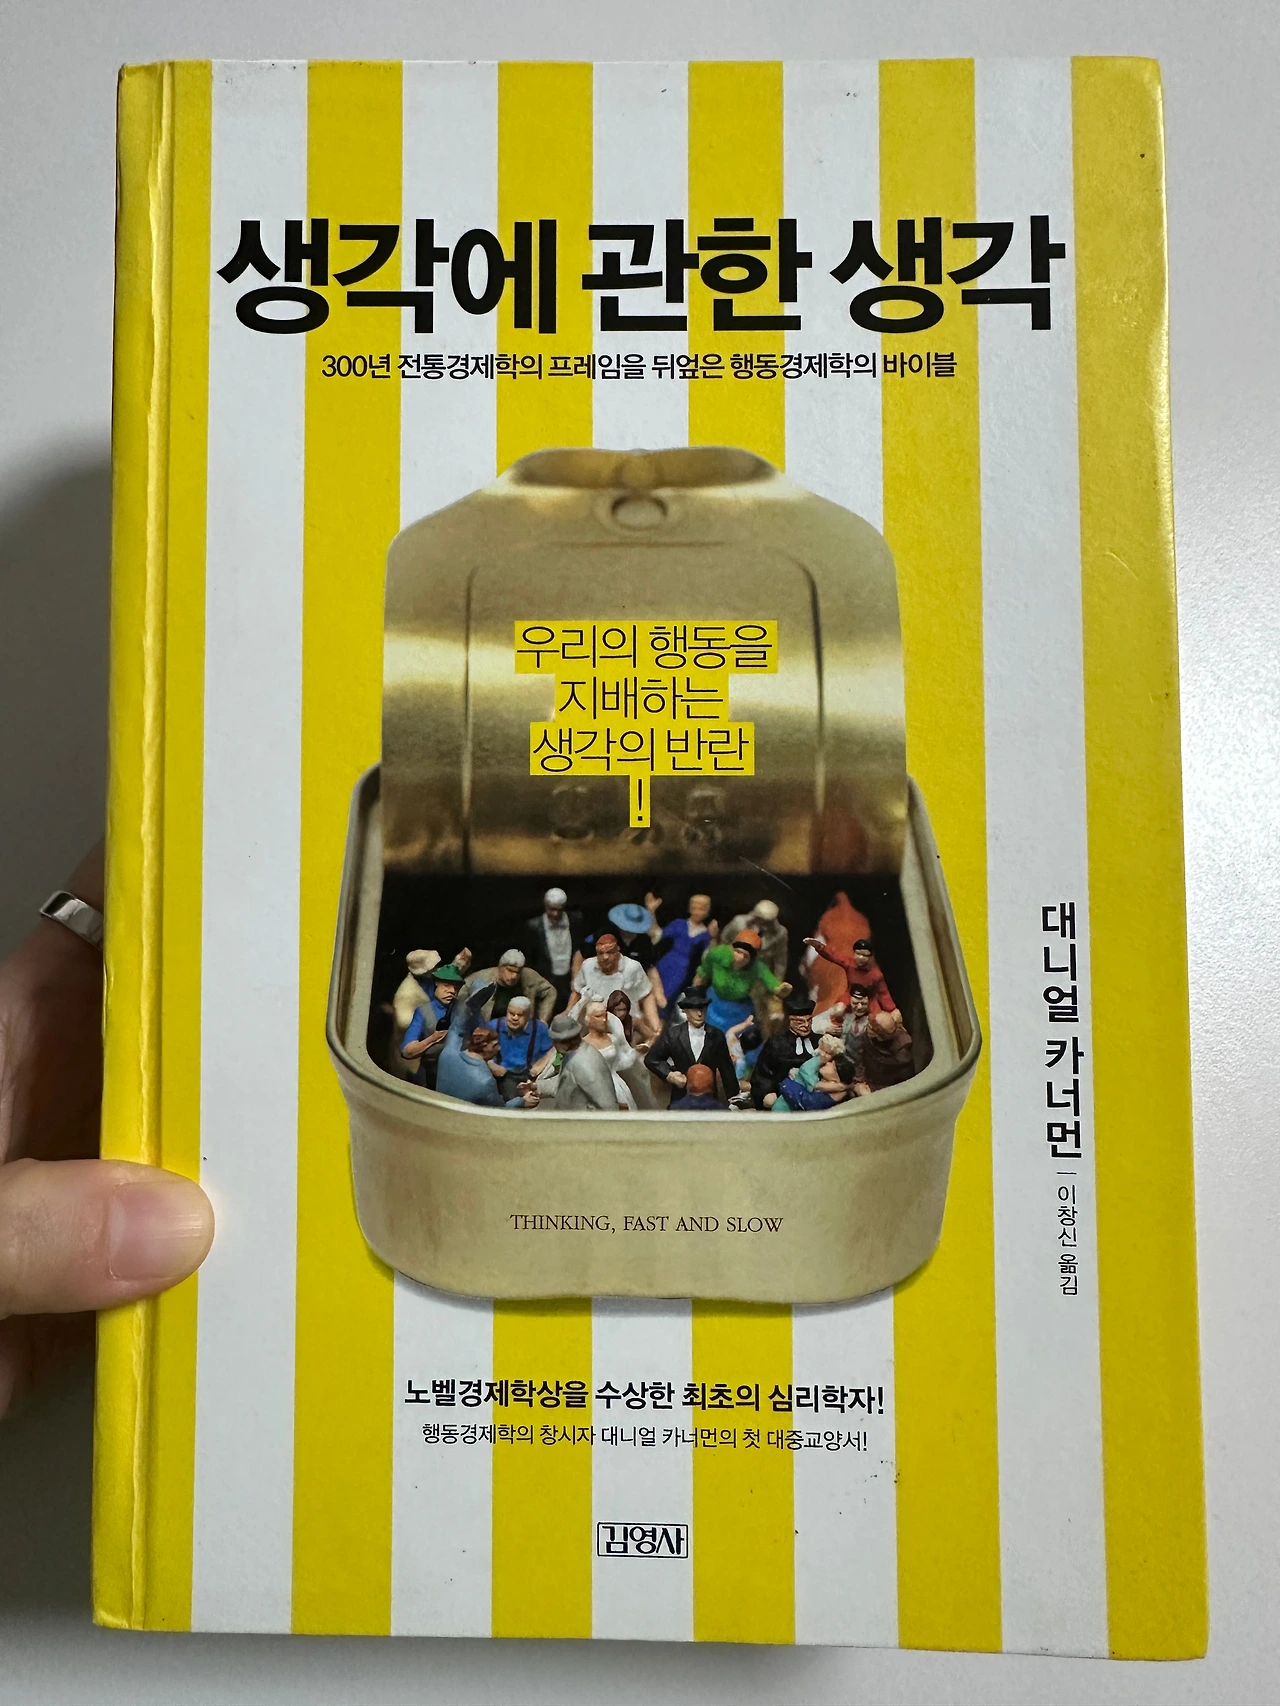 생각에 관한 생각
300년 전통경제학의 프레임을 뒤엎은 행동경제학의 바이블
우리의 행동을
지배하는
생각의 반란
!
대니얼 카너먼 | 이창신 옮김
THINKING, FAST AND SLOW
노벨경제학상을 수상한 최초의 심리학자!
행동경제학의 창시자 대니얼 카너먼의 첫 대중교양서!
김영사